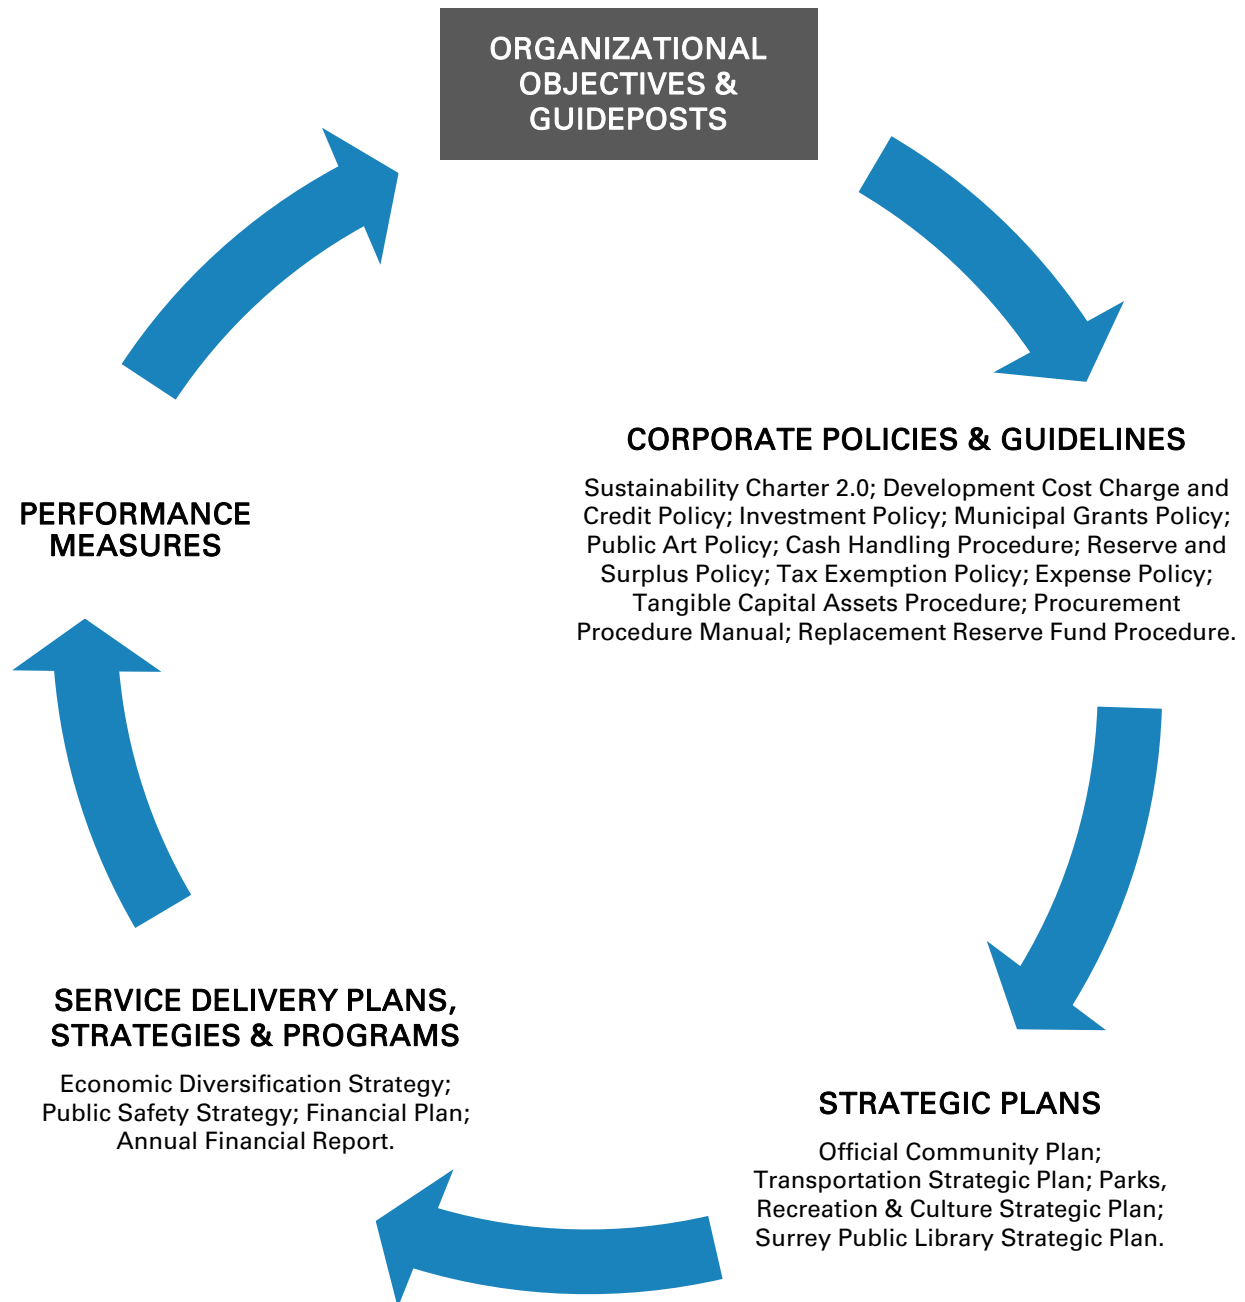 ORGANIZATIONAL
OBJECTIVES &
GUIDEPOSTS
CORPORATE POLICIES & GUIDELINES
Sustainability Charter 2.0; Development Cost Charge and
Credit Policy; Investment Policy; Municipal Grants Policy;
Public Art Policy; Cash Handling Procedure; Reserve and
Surplus Policy; Tax Exemption Policy; Expense Policy;
Tangible Capital Assets Procedure; Procurement
Procedure Manual; Replacement Reserve Fund Procedure.
STRATEGIC PLANS
Official Community Plan;
Transportation Strategic Plan; Parks,
Recreation & Culture Strategic Plan;
Surrey Public Library Strategic Plan.
SERVICE DELIVERY PLANS,
STRATEGIES & PROGRAMS
Economic Diversification Strategy;
Public Safety Strategy; Financial Plan;
Annual Financial Report.
PERFORMANCE
MEASURES